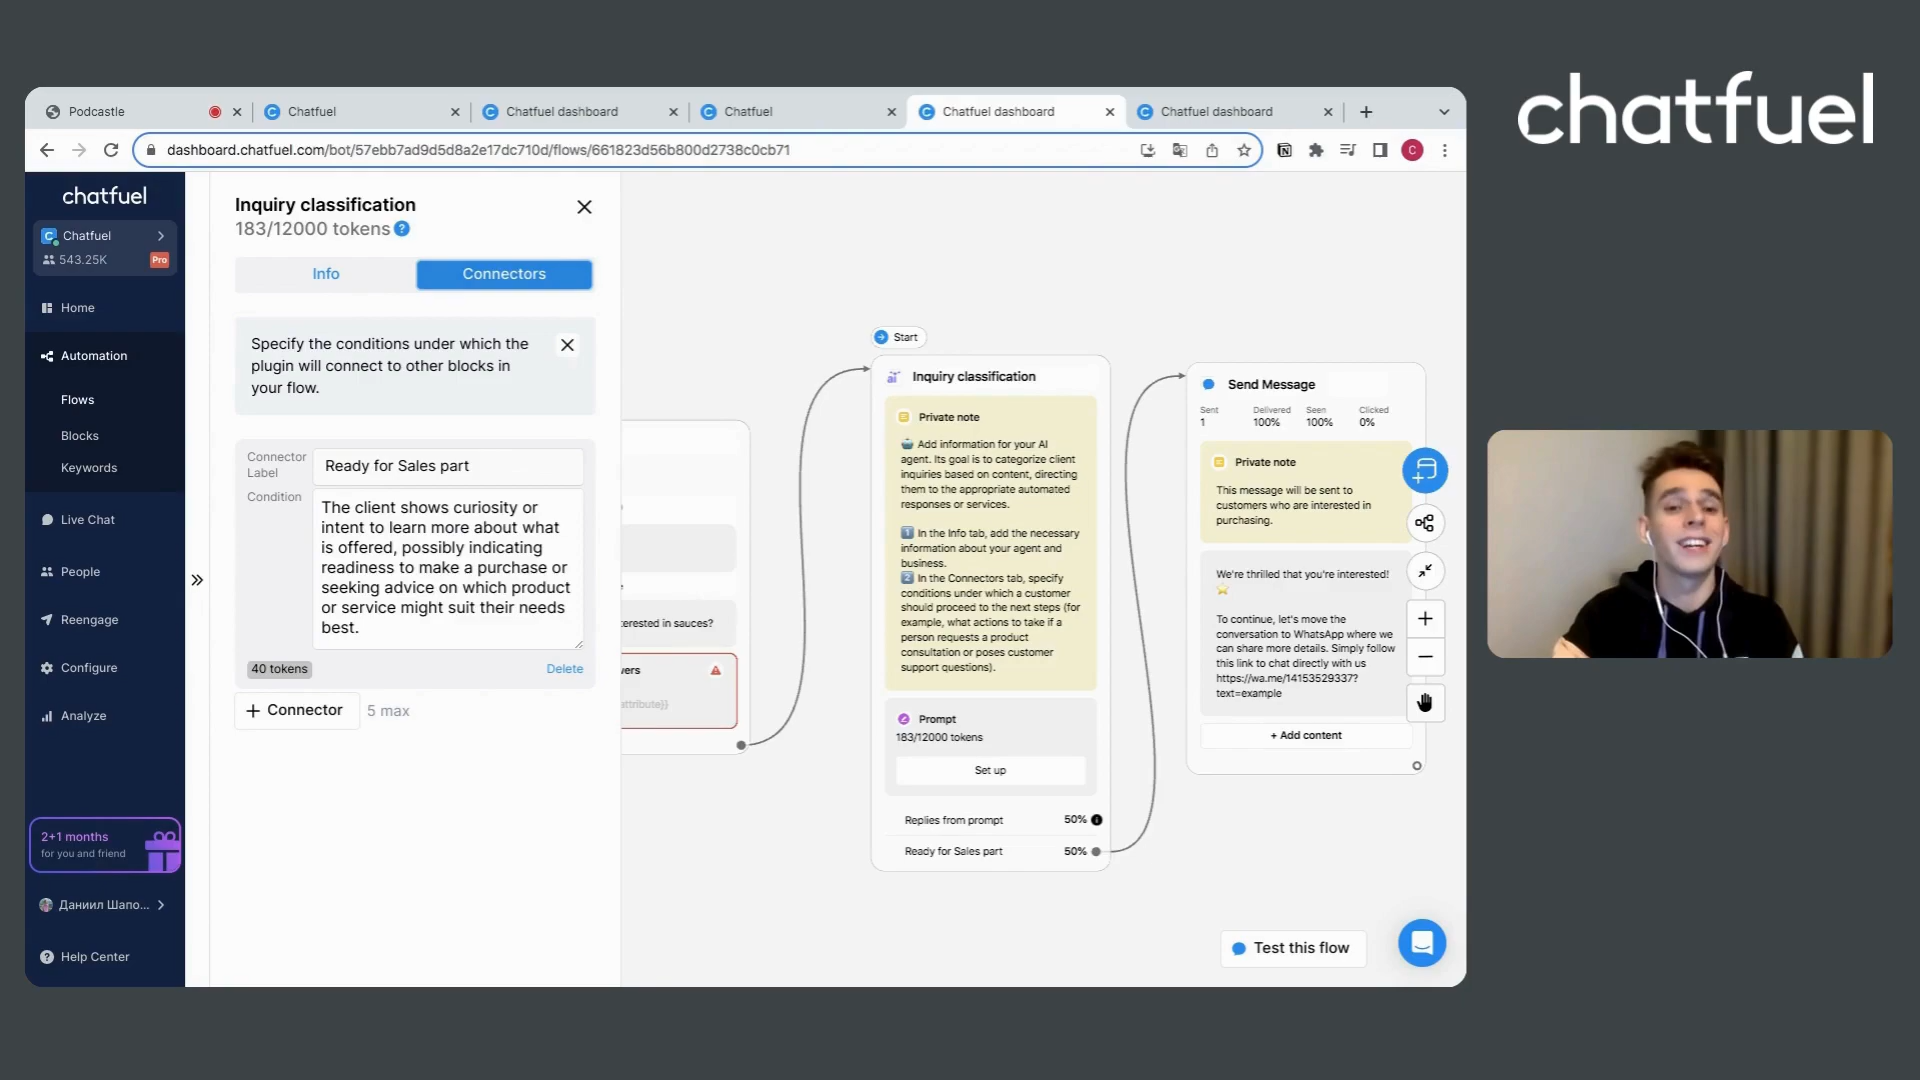 chatfuel
Podcastle
Chatfuel
Chatfuel dashboard
Chatfuel
Chatfuel dashboard
Chatfuel dashboard
dashboard.chatfuel.com/bot/57ebb7ad9d5d8a2e17dc710d/flows/661823d56b800d2738c0cb71
C
chatfuel
Chatfuel
543.25K
Pro
Home
Automation
Flows
Blocks
Keywords
Live Chat
People
Reengage
Configure
Analyze
2+1 months
for you and friend
Даниил Шапо...
Help Center
Inquiry classification
183/12000 tokens
Info
Connectors
Specify the conditions under which the
plugin will connect to other blocks in
your flow.
Connector
Label
Ready for Sales part
Condition
The client shows curiosity or
intent to learn more about what
is offered, possibly indicating
readiness to make a purchase or
seeking advice on which product
or service might suit their needs
best.
40 tokens
Delete
+ Connector
5 max
erested in sauces?
vers
attribute}}
Start
Inquiry classification
Private note
Add information for your AI
agent. Its goal is to categorize client
inquiries based on content, directing
them to the appropriate automated
responses or services.
1 In the Info tab, add the necessary
information about your agent and
business.
2 In the Connectors tab, specify
conditions under which a customer
should proceed to the next steps (for
example, what actions to take if a
person requests a product
consultation or poses customer
support questions).
Prompt
183/12000 tokens
Set up
Replies from prompt 50%
Ready for Sales part 50%
Send Message
Sent Delivered Seen Clicked
1 100% 100% 0%
Private note
This message will be sent to
customers who are interested in
purchasing.
We're thrilled that you're interested!
To continue, let's move the
conversation to WhatsApp where we
can share more details. Simply follow
this link to chat directly with us
https://wa.me/14153529337?
text=example
+ Add content
Test this flow